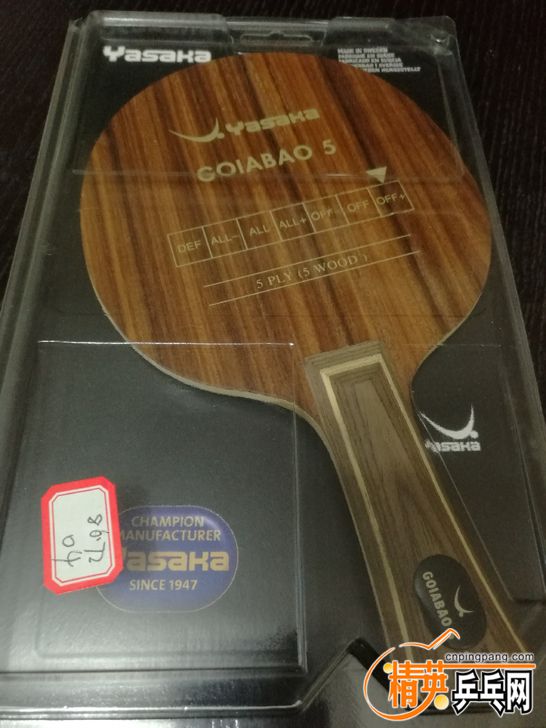 Yasaka
MADE IN SWEDEN
Yasaka
GOIABAO 5
DEF ALL- ALL ALL+ OFF- OFF OFF+
5 PLY (5 WOOD)
Yasaka
CHAMPION
MANUFACTURER
Yasaka
SINCE 1947
GOIABAO
cnpingpang.com
精英乒乓网